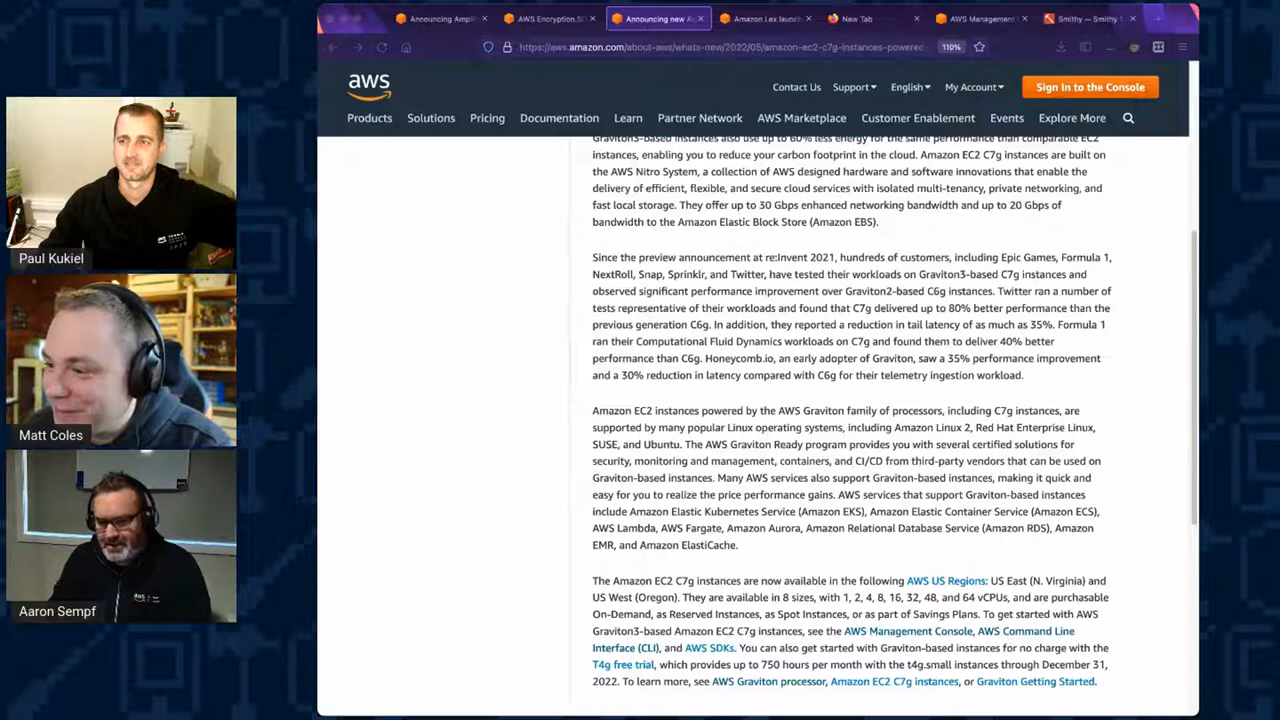 Announcing Ampli
AWS Encryption SD
Announcing new A
Amazon Lex launch
New Tab
AWS Management
Smithy — Smithy
https://aws.amazon.com/about-aws/whats-new/2022/05/amazon-ec2-c7g-instances-powered
110%
aws
Contact Us
Support
English
My Account
Sign In to the Console
Products
Solutions
Pricing
Documentation
Learn
Partner Network
AWS Marketplace
Customer Enablement
Events
Explore More
Graviton3-based instances also use up to 60% less energy for the same performance than comparable EC2
instances, enabling you to reduce your carbon footprint in the cloud. Amazon EC2 C7g instances are built on
the AWS Nitro System, a collection of AWS designed hardware and software innovations that enable the
delivery of efficient, flexible, and secure cloud services with isolated multi-tenancy, private networking, and
fast local storage. They offer up to 30 Gbps enhanced networking bandwidth and up to 20 Gbps of
bandwidth to the Amazon Elastic Block Store (Amazon EBS).
Since the preview announcement at re:Invent 2021, hundreds of customers, including Epic Games, Formula 1,
NextRoll, Snap, Sprinklr, and Twitter, have tested their workloads on Graviton3-based C7g instances and
observed significant performance improvement over Graviton2-based C6g instances. Twitter ran a number of
tests representative of their workloads and found that C7g delivered up to 80% better performance than the
previous generation C6g. In addition, they reported a reduction in tail latency of as much as 35%. Formula 1
ran their Computational Fluid Dynamics workloads on C7g and found them to deliver 40% better
performance than C6g. Honeycomb.io, an early adopter of Graviton, saw a 35% performance improvement
and a 30% reduction in latency compared with C6g for their telemetry ingestion workload.
Amazon EC2 instances powered by the AWS Graviton family of processors, including C7g instances, are
supported by many popular Linux operating systems, including Amazon Linux 2, Red Hat Enterprise Linux,
SUSE, and Ubuntu. The AWS Graviton Ready program provides you with several certified solutions for
security, monitoring and management, containers, and CI/CD from third-party vendors that can be used on
Graviton-based instances. Many AWS services also support Graviton-based instances, making it quick and
easy for you to realize the price performance gains. AWS services that support Graviton-based instances
include Amazon Elastic Kubernetes Service (Amazon EKS), Amazon Elastic Container Service (Amazon ECS),
AWS Lambda, AWS Fargate, Amazon Aurora, Amazon Relational Database Service (Amazon RDS), Amazon
EMR, and Amazon ElastiCache.
The Amazon EC2 C7g instances are now available in the following AWS US Regions: US East (N. Virginia) and
US West (Oregon). They are available in 8 sizes, with 1, 2, 4, 8, 16, 32, 48, and 64 vCPUs, and are purchasable
On-Demand, as Reserved Instances, as Spot Instances, or as part of Savings Plans. To get started with AWS
Graviton3-based Amazon EC2 C7g instances, see the AWS Management Console, AWS Command Line
Interface (CLI), and AWS SDKs. You can also get started with Graviton-based instances for no charge with the
T4g free trial, which provides up to 750 hours per month with the t4g.small instances through December 31,
2022. To learn more, see AWS Graviton processor, Amazon EC2 C7g instances, or Graviton Getting Started.
Paul Kukiel
Matt Coles
Aaron Sempf